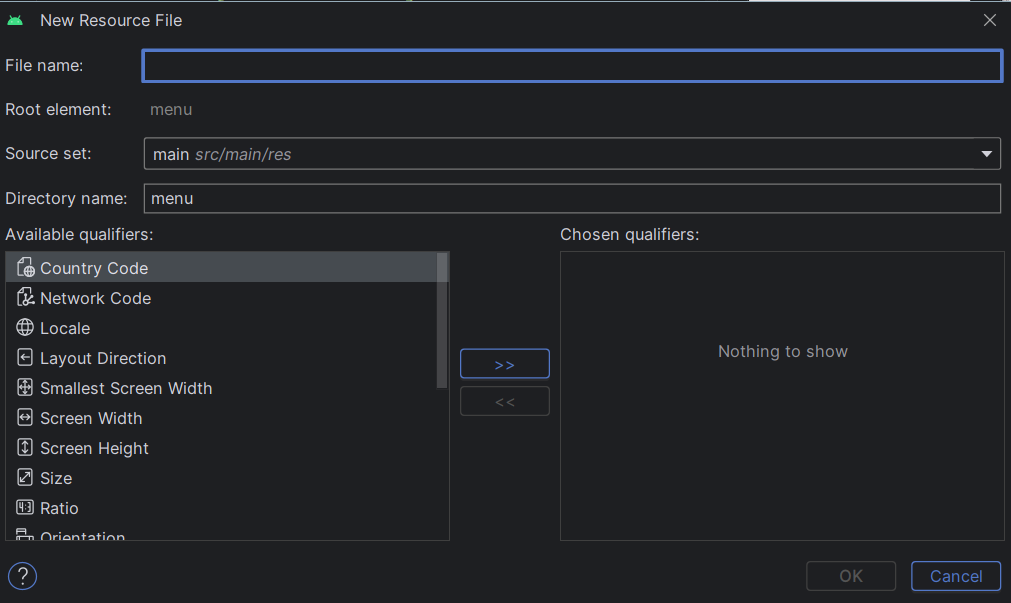 New Resource File
File name:
Root element: menu
Source set: main src/main/res
Directory name: menu
Available qualifiers:
Chosen qualifiers:
Country Code
Network Code
Locale
Layout Direction
Smallest Screen Width
Screen Width
Screen Height
Size
4:3 Ratio
Orientation
>>
<<
Nothing to show
?
OK
Cancel